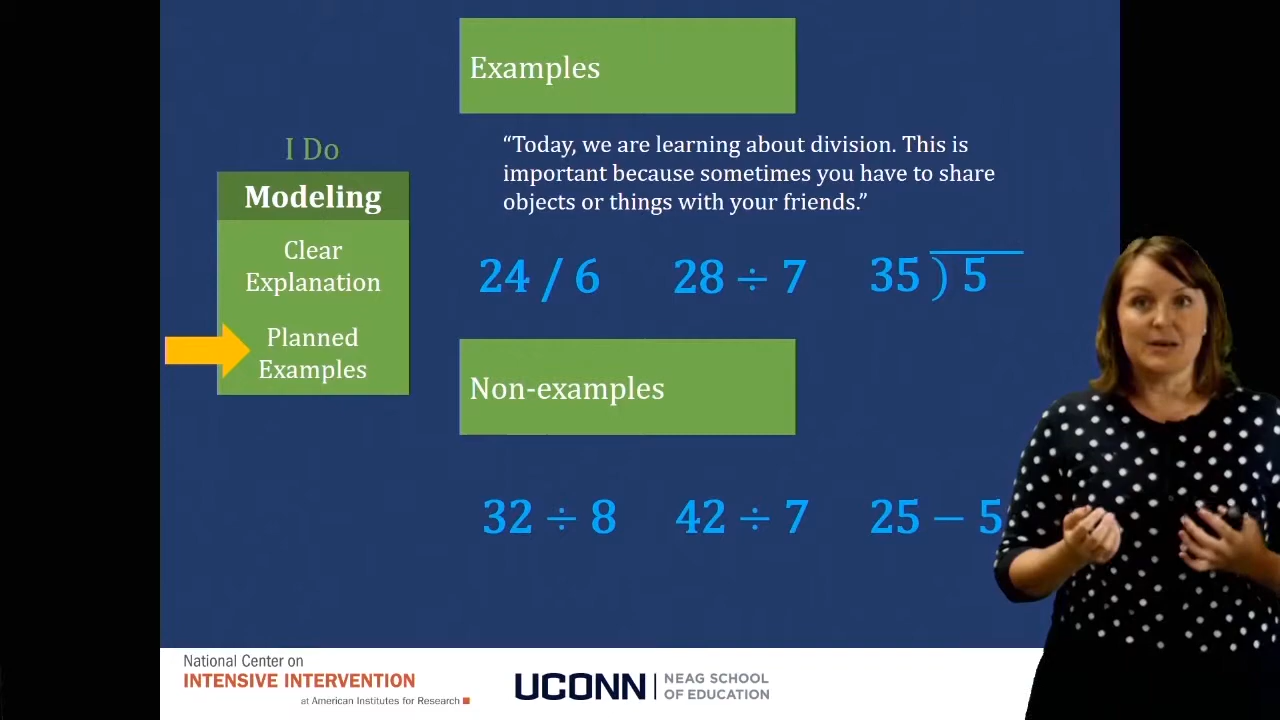 Examples
“Today, we are learning about division. This is
important because sometimes you have to share
objects or things with your friends.”
I Do
Modeling
Clear
Explanation
Planned
Examples
24 / 6
28 ÷ 7
35 ) 5
Non-examples
32 ÷ 8
42 ÷ 7
25 − 5
National Center on
INTENSIVE INTERVENTION
at American Institutes for Research
UCONN
NEAG SCHOOL
OF EDUCATION